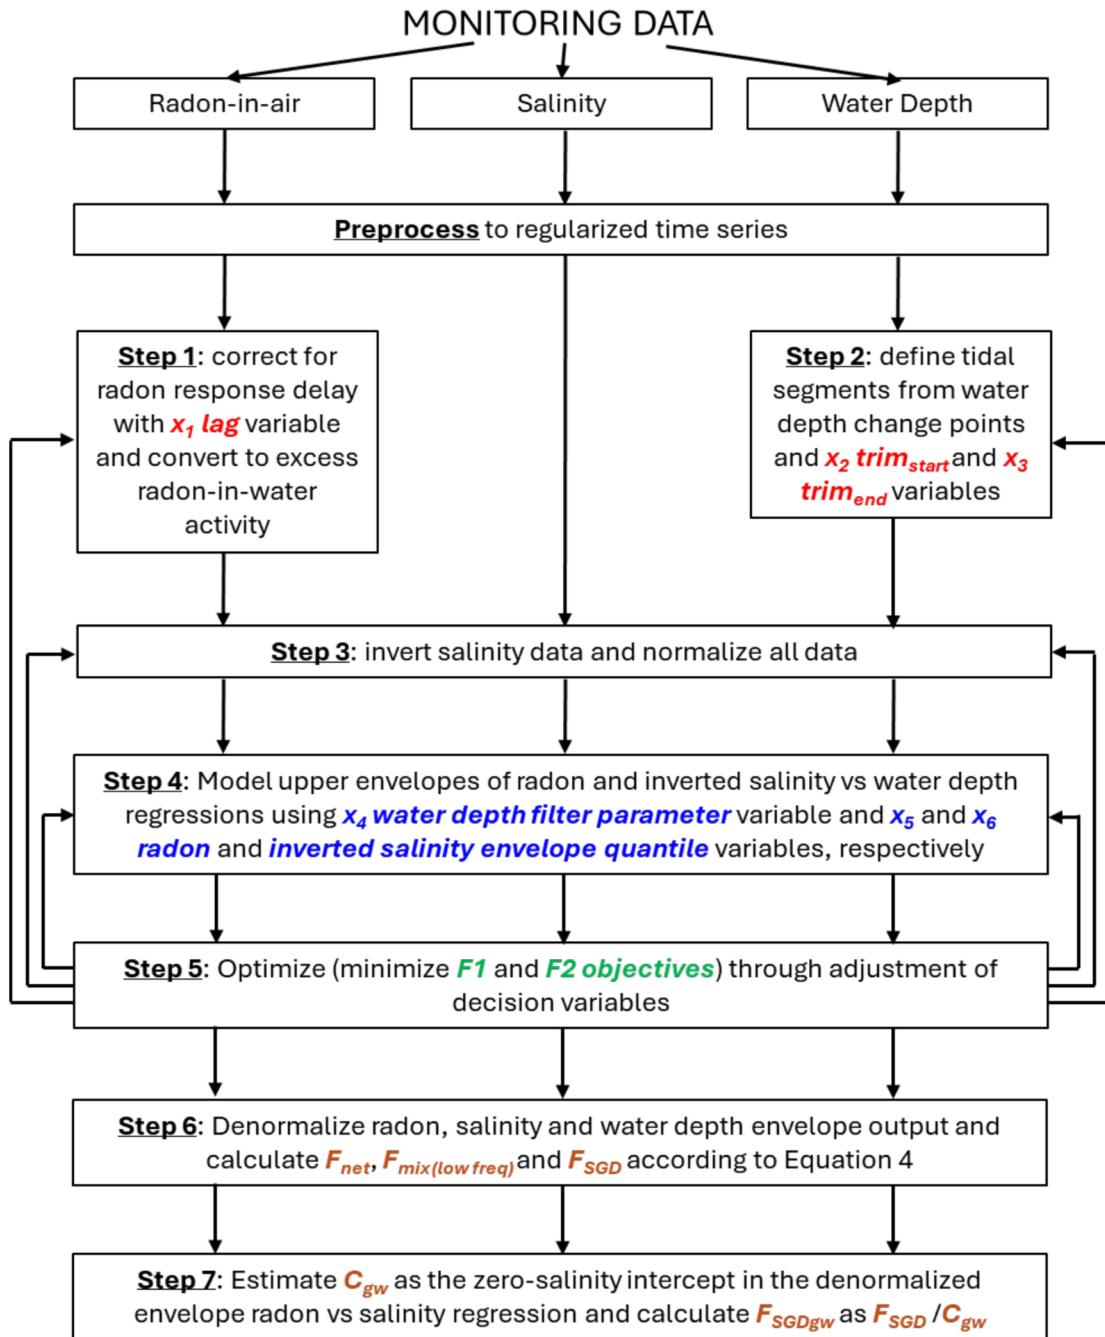 MONITORING DATA
Radon-in-air
Salinity
Water Depth
Preprocess to regularized time series
Step 1: correct for
radon response delay
with x1 lag variable
and convert to excess
radon-in-water
activity
Step 2: define tidal
segments from water
depth change points
and x2 trimstart and x3
trimend variables
Step 3: invert salinity data and normalize all data
Step 4: Model upper envelopes of radon and inverted salinity vs water depth
regressions using x4 water depth filter parameter variable and x5 and x6
radon and inverted salinity envelope quantile variables, respectively
Step 5: Optimize (minimize F1 and F2 objectives) through adjustment of
decision variables
Step 6: Denormalize radon, salinity and water depth envelope output and
calculate Fnet, Fmix(low freq) and FSGD according to Equation 4
Step 7: Estimate Cgw as the zero-salinity intercept in the denormalized
envelope radon vs salinity regression and calculate FSGDgw as FSGD /Cgw